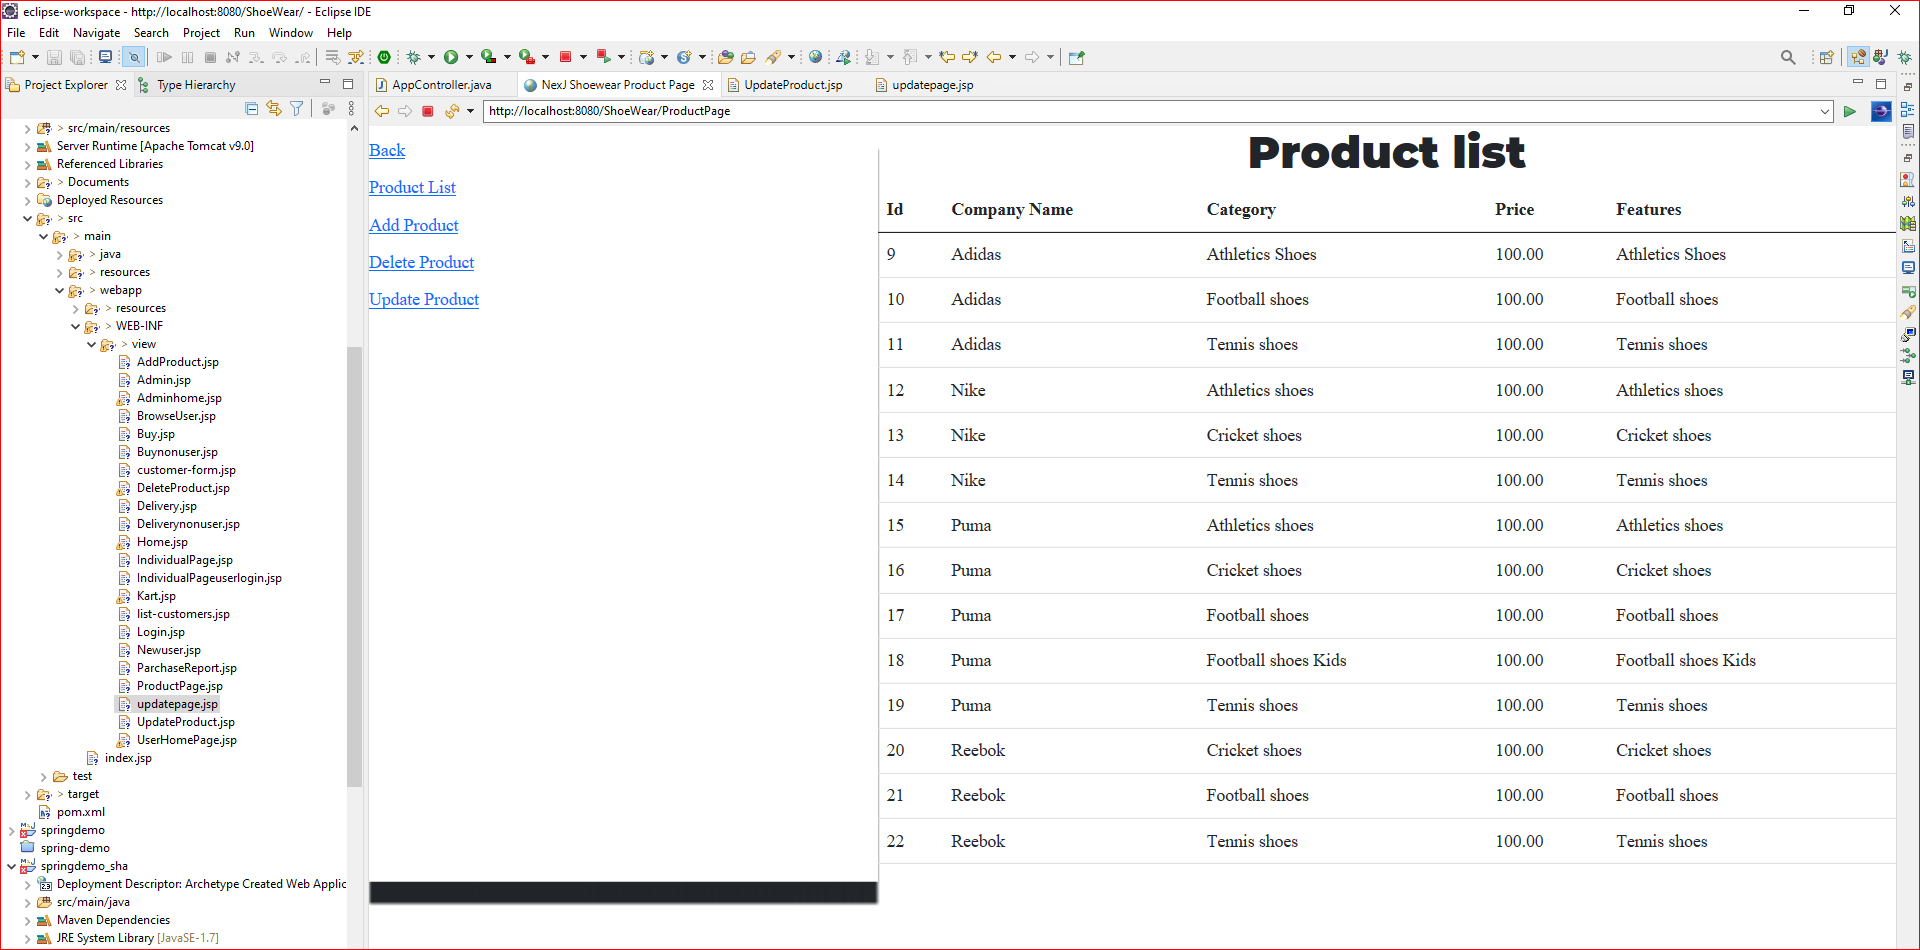 eclipse-workspace - http://localhost:8080/ShoeWear/ - Eclipse IDE
File Edit Navigate Search Project Run Window Help
Project Explorer Type Hierarchy
> src/main/resources
Server Runtime [Apache Tomcat v9.0]
Referenced Libraries
> Documents
Deployed Resources
> src
> main
> java
> resources
> webapp
> resources
> WEB-INF
> view
AddProduct.jsp
Admin.jsp
Adminhome.jsp
BrowseUser.jsp
Buy.jsp
Buynonuser.jsp
customer-form.jsp
DeleteProduct.jsp
Delivery.jsp
Deliverynonuser.jsp
Home.jsp
IndividualPage.jsp
IndividualPageuserlogin.jsp
Kart.jsp
list-customers.jsp
Login.jsp
Newuser.jsp
ParchaseReport.jsp
ProductPage.jsp
updatepage.jsp
UpdateProduct.jsp
UserHomePage.jsp
index.jsp
test
> target
pom.xml
springdemo
spring-demo
springdemo_sha
Deployment Descriptor: Archetype Created Web Applic
src/main/java
Maven Dependencies
JRE System Library [JavaSE-1.7]
AppController.java NexJ Shoewear Product Page UpdateProduct.jsp updatepage.jsp
http://localhost:8080/ShoeWear/ProductPage
Back
Product List
Add Product
Delete Product
Update Product
Product list
Id Company Name Category Price Features
9 Adidas Athletics Shoes 100.00 Athletics Shoes
10 Adidas Football shoes 100.00 Football shoes
11 Adidas Tennis shoes 100.00 Tennis shoes
12 Nike Athletics shoes 100.00 Athletics shoes
13 Nike Cricket shoes 100.00 Cricket shoes
14 Nike Tennis shoes 100.00 Tennis shoes
15 Puma Athletics shoes 100.00 Athletics shoes
16 Puma Cricket shoes 100.00 Cricket shoes
17 Puma Football shoes 100.00 Football shoes
18 Puma Football shoes Kids 100.00 Football shoes Kids
19 Puma Tennis shoes 100.00 Tennis shoes
20 Reebok Cricket shoes 100.00 Cricket shoes
21 Reebok Football shoes 100.00 Football shoes
22 Reebok Tennis shoes 100.00 Tennis shoes